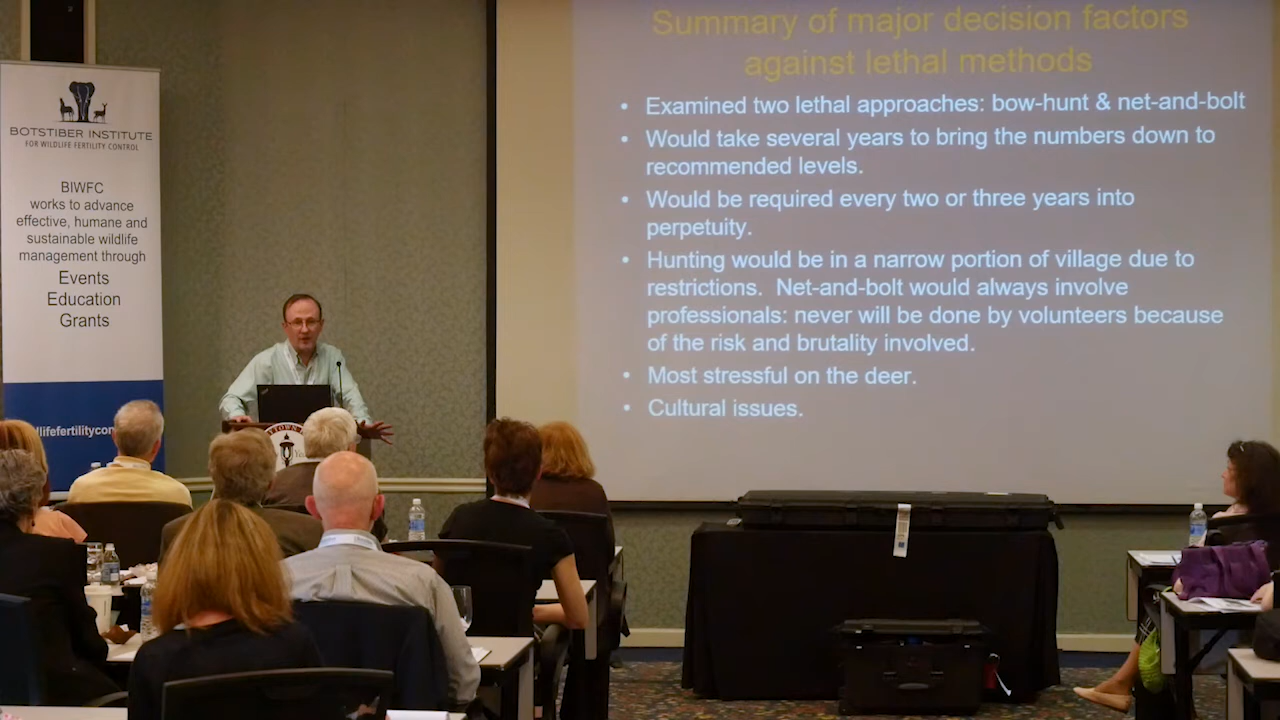 BOTSTIBER INSTITUTE
FOR WILDLIFE FERTILITY CONTROL
BIWFC
works to advance
effective, humane and
sustainable wildlife
management through
Events
Education
Grants
Summary of major decision factors
against lethal methods
• Examined two lethal approaches: bow-hunt & net-and-bolt
• Would take several years to bring the numbers down to
recommended levels.
• Would be required every two or three years into
perpetuity.
• Hunting would be in a narrow portion of village due to
restrictions. Net-and-bolt would always involve
professionals: never will be done by volunteers because
of the risk and brutality involved.
• Most stressful on the deer.
• Cultural issues.